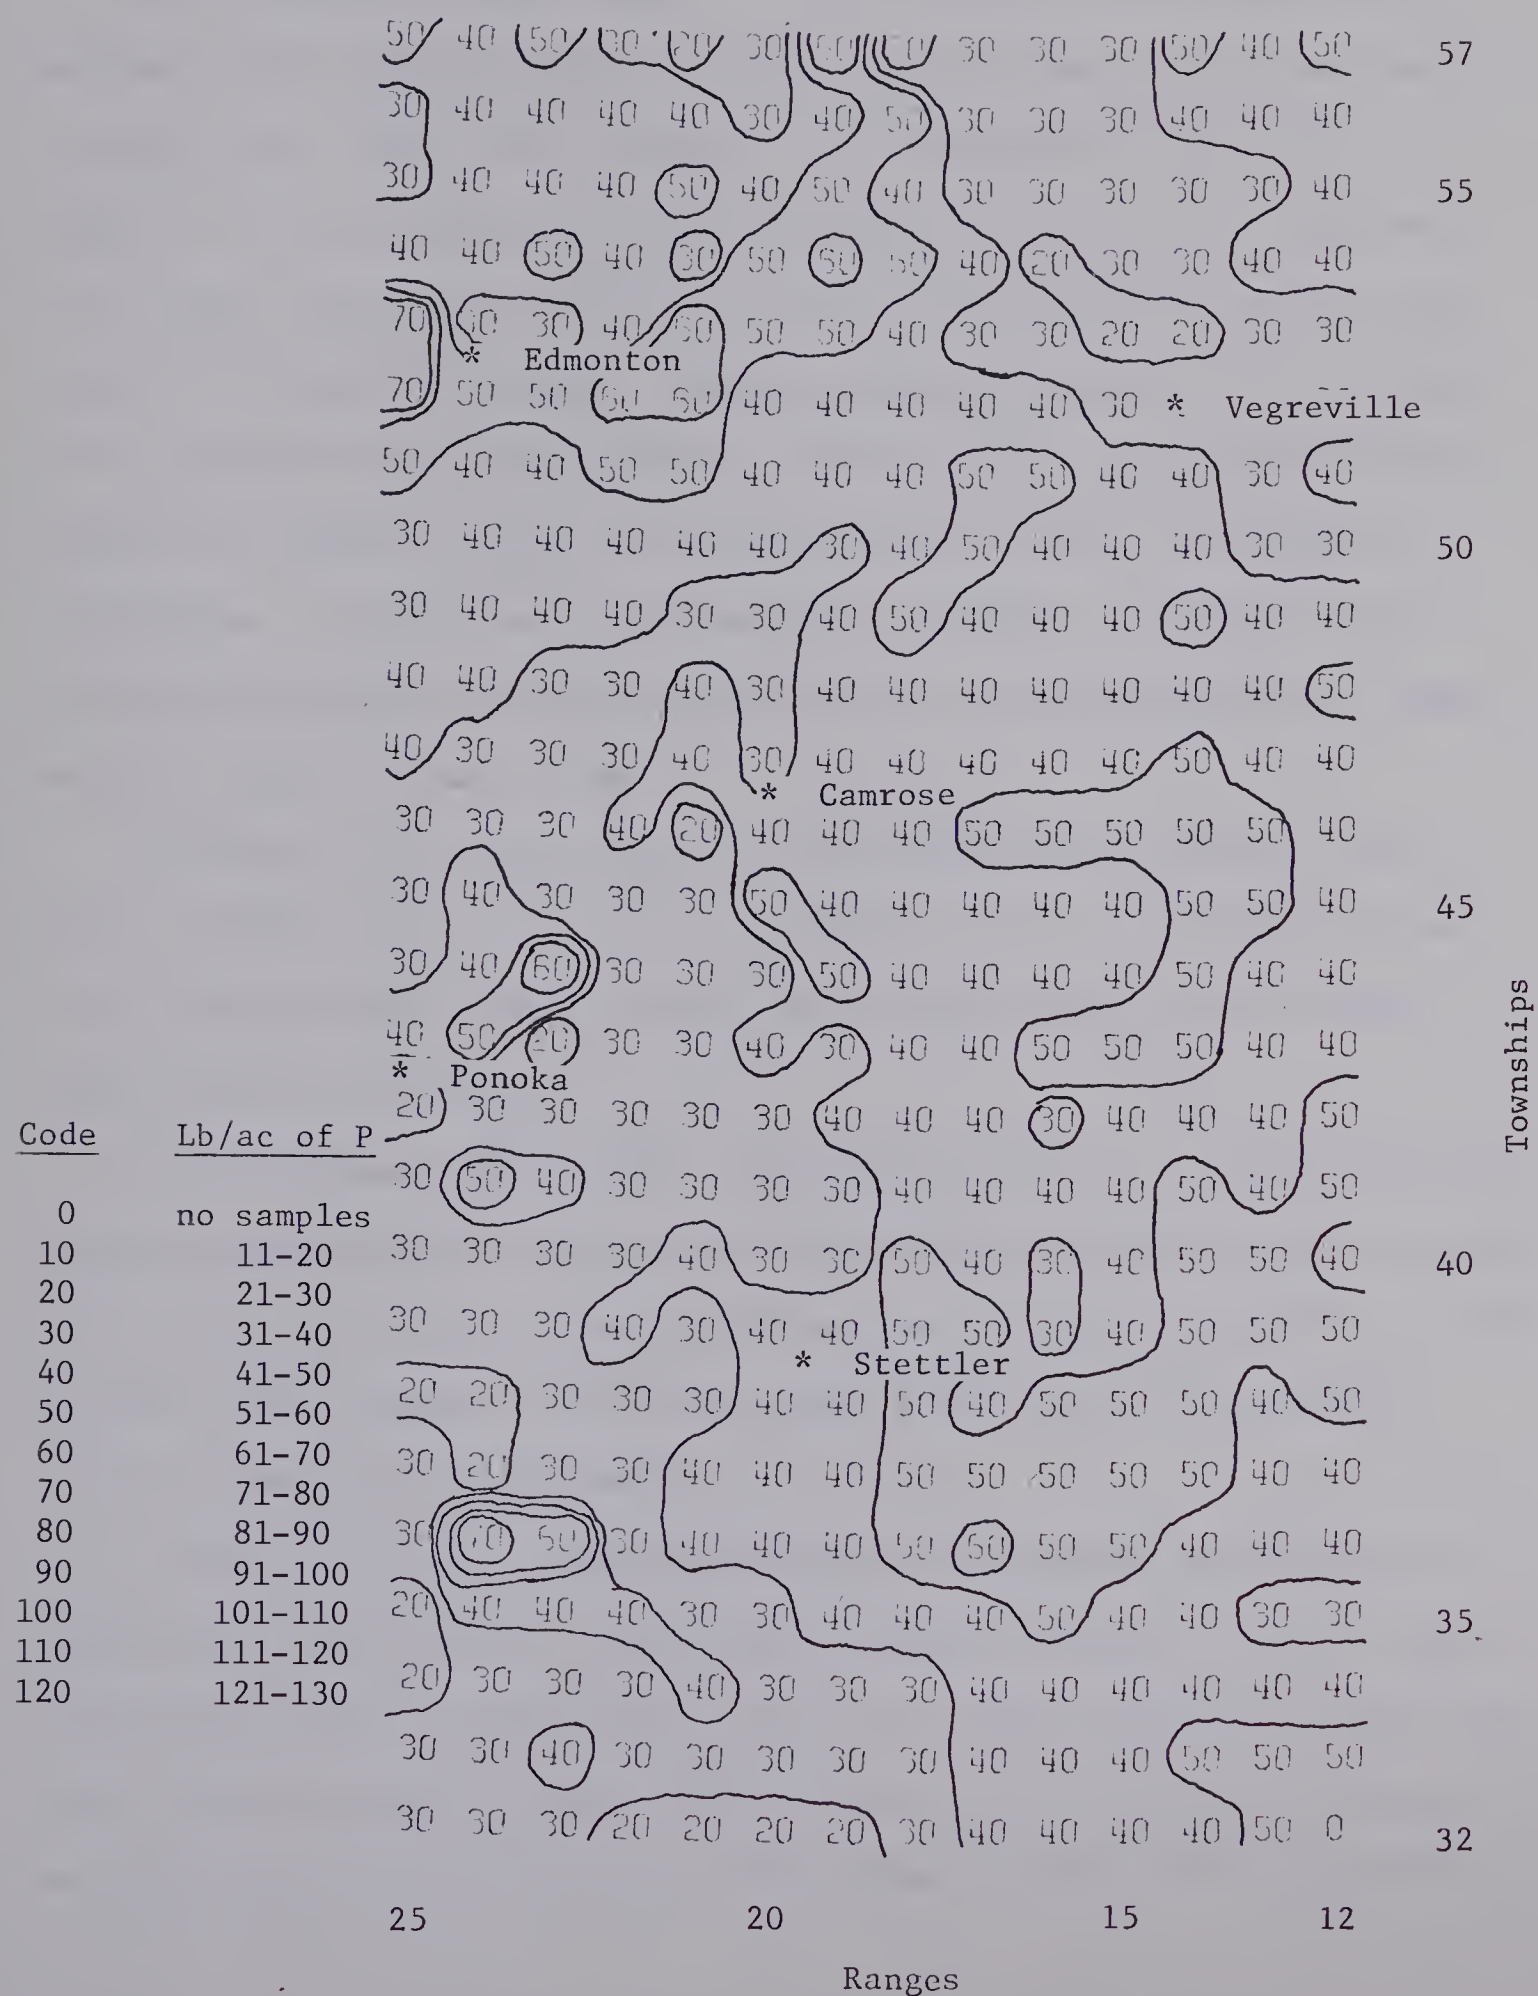 50 40 50 30 20 30 30 30 30 50 40 50 57
30 40 40 40 40 30 40 50 30 30 30 40 40 40
30 40 40 40 50 40 50 40 30 30 30 30 30 40 55
40 40 50 40 30 50 60 50 40 20 30 30 40 40
70 30 40 60 50 50 40 30 30 20 20 30 30
* Edmonton
70 50 50 60 60 40 40 40 40 40 30 * Vegreville
50 40 40 50 50 40 40 40 50 50 40 40 30 40
30 40 40 40 40 40 30 40 50 40 40 40 30 30 50
30 40 40 40 30 30 40 50 40 40 40 50 40 40
40 40 30 30 40 30 40 40 40 40 40 40 40 50
40 30 30 30 40 30 40 40 40 40 40 50 40 40
* Camrose
30 30 30 40 20 40 40 40 50 50 50 50 50 40
30 40 30 30 30 50 40 40 40 40 40 50 50 40 45
30 40 60 30 30 30 50 40 40 40 40 50 40 40
40 50 20 30 30 40 30 40 40 50 50 50 40 40
Townships
* Ponoka
20 30 30 30 30 30 40 40 40 30 40 40 40 50
30 50 40 30 30 30 30 40 40 40 40 50 40 50
30 30 30 30 40 30 30 50 40 30 40 50 50 40 40
30 30 30 40 30 40 40 50 50 30 40 50 50 50
* Stettler
20 20 30 30 30 40 40 50 40 50 50 50 40 50
30 20 30 30 40 40 40 50 50 50 50 50 40 40
30 70 60 30 40 40 40 50 60 50 50 40 40 40
20 40 40 40 30 30 40 40 40 50 40 40 30 30 35
20 30 30 30 40 30 30 30 40 40 40 40 40 40
30 30 40 30 30 30 30 30 40 40 40 50 50 50
30 30 30 20 20 20 20 30 40 40 40 40 50 0 32
25 20 15 12
Ranges
Code Lb/ac of P
0 no samples
10 11-20
20 21-30
30 31-40
40 41-50
50 51-60
60 61-70
70 71-80
80 81-90
90 91-100
100 101-110
110 111-120
120 121-130